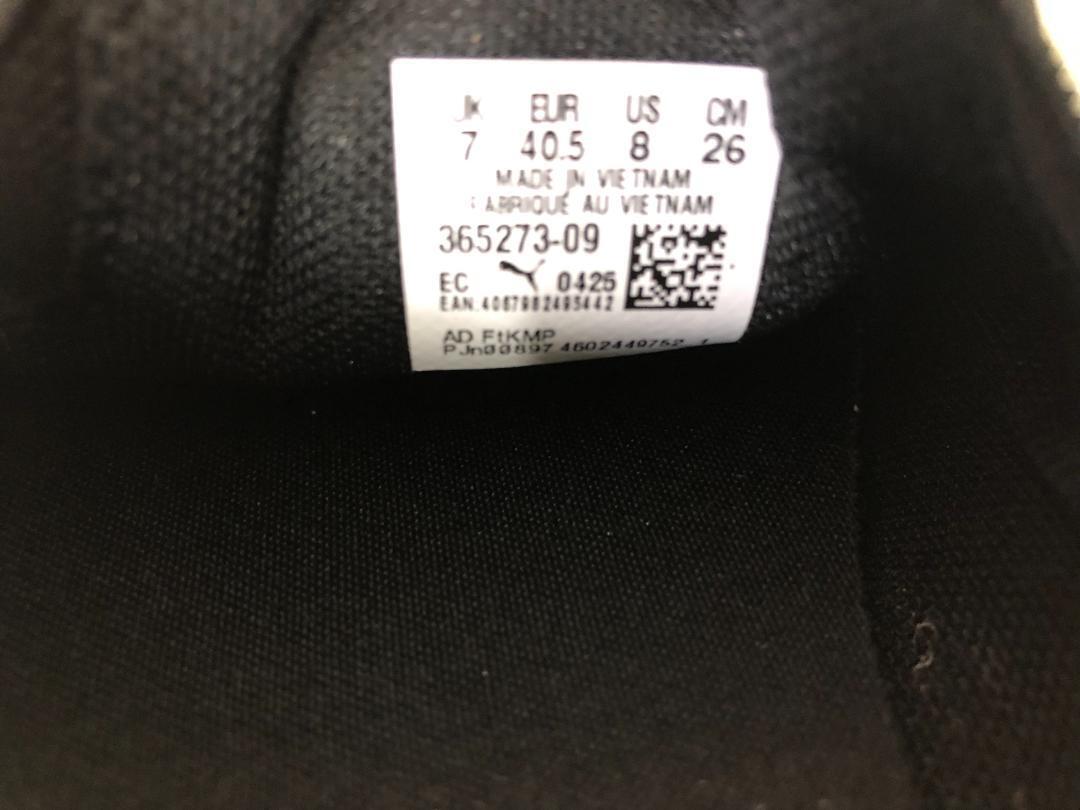 UK EUR US CM
7 40.5 8 26
MADE IN VIETNAM
FABRIQUÉ AU VIETNAM
365273-09
EC 0425
EAN:
AD FtKMP